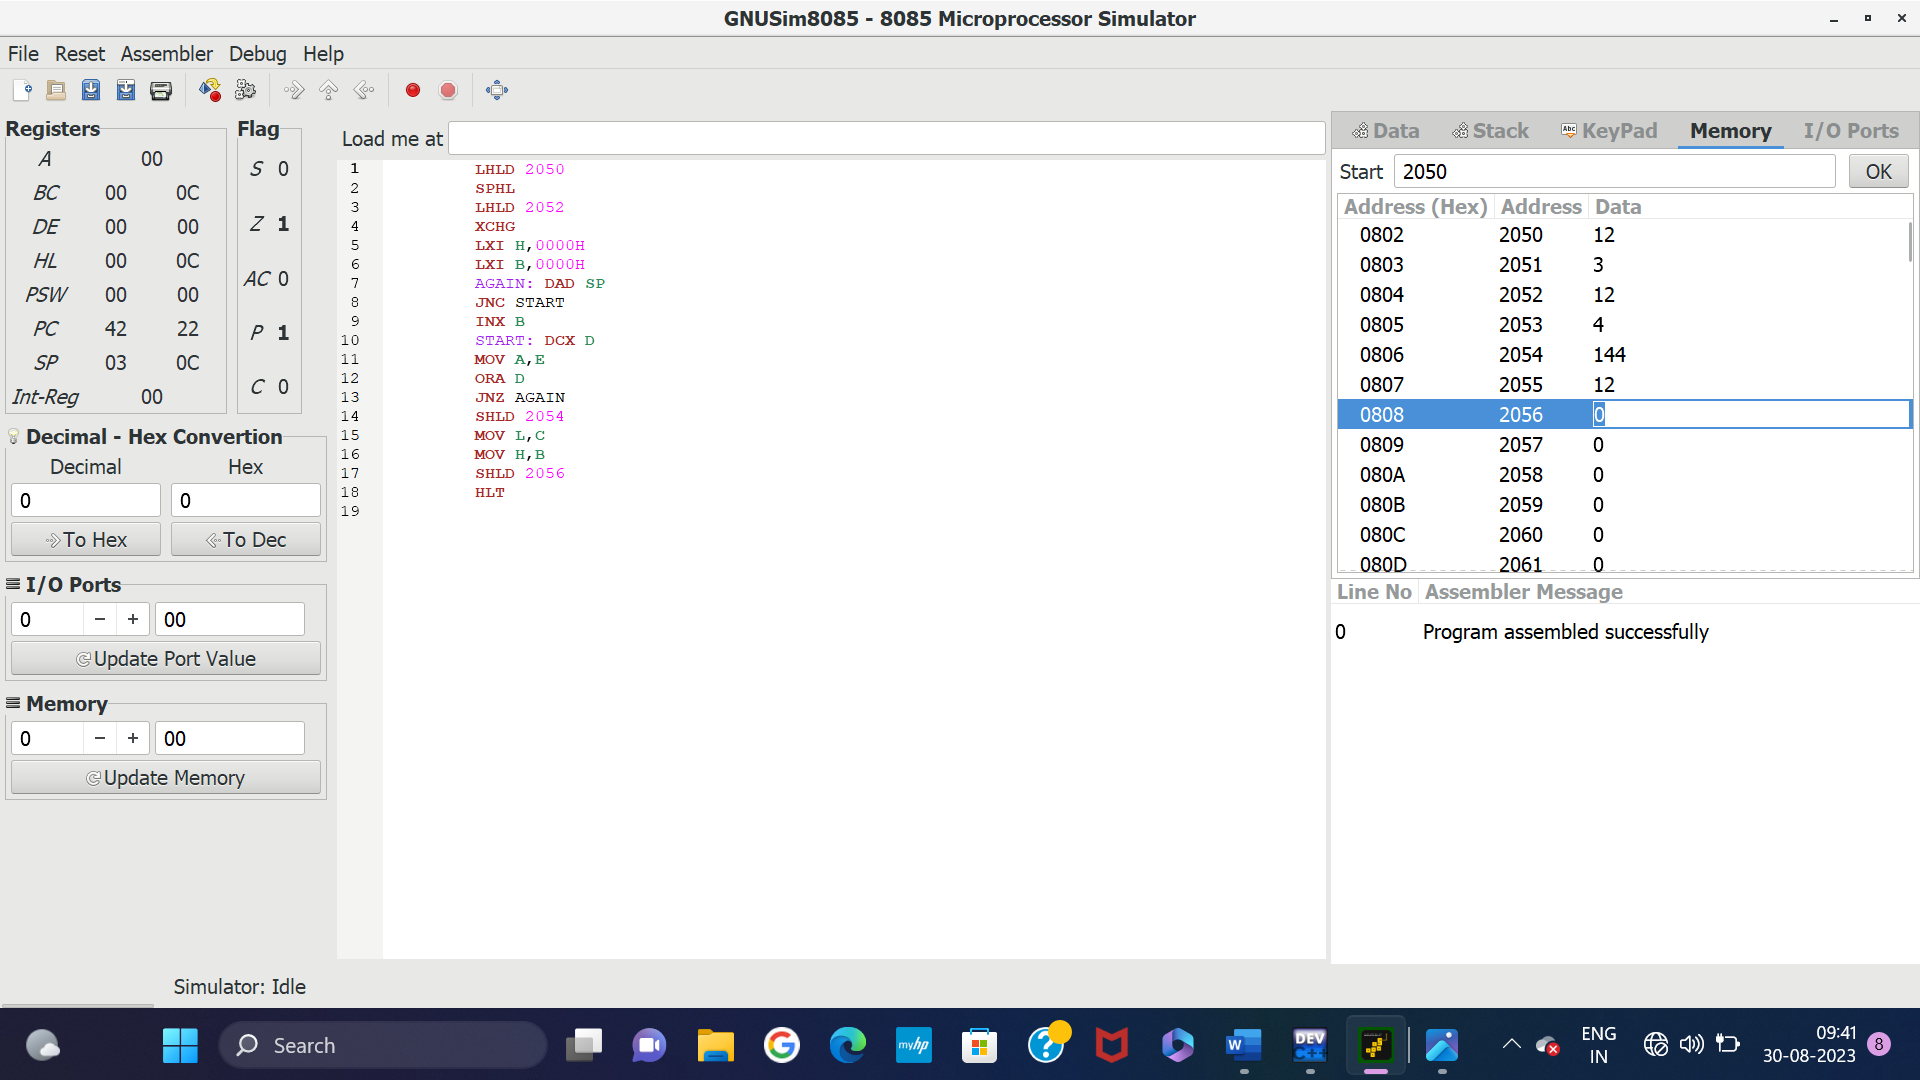 GNUSim8085 - 8085 Microprocessor Simulator
File Reset Assembler Debug Help
Registers
A 00
BC 00 0C
DE 00 00
HL 00 0C
PSW 00 00
PC 42 22
SP 03 0C
Int-Reg 00
Flag
S 0
Z 1
AC 0
P 1
C 0
Decimal - Hex Convertion
Decimal Hex
0 0
To Hex To Dec
I/O Ports
0 − + 00
Update Port Value
Memory
0 − + 00
Update Memory
Load me at
1 LHLD 2050
2 SPHL
3 LHLD 2052
4 XCHG
5 LXI H,0000H
6 LXI B,0000H
7 AGAIN: DAD SP
8 JNC START
9 INX B
10 START: DCX D
11 MOV A,E
12 ORA D
13 JNZ AGAIN
14 SHLD 2054
15 MOV L,C
16 MOV H,B
17 SHLD 2056
18 HLT
19
Data Stack Abc KeyPad Memory I/O Ports
Start 2050 OK
Address (Hex) Address Data
0802 2050 12
0803 2051 3
0804 2052 12
0805 2053 4
0806 2054 144
0807 2055 12
0808 2056 0
0809 2057 0
080A 2058 0
080B 2059 0
080C 2060 0
080D 2061 0
Line No Assembler Message
0 Program assembled successfully
Simulator: Idle
Search
myhp
W
DEV
C++
ENG
IN
09:41
30-08-2023
8